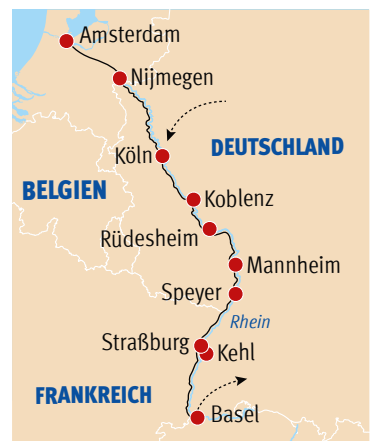 Amsterdam
Nijmegen
Köln
DEUTSCHLAND
BELGIEN
Koblenz
Rüdesheim
Mannheim
Speyer
Rhein
Straßburg
Kehl
FRANKREICH
Basel